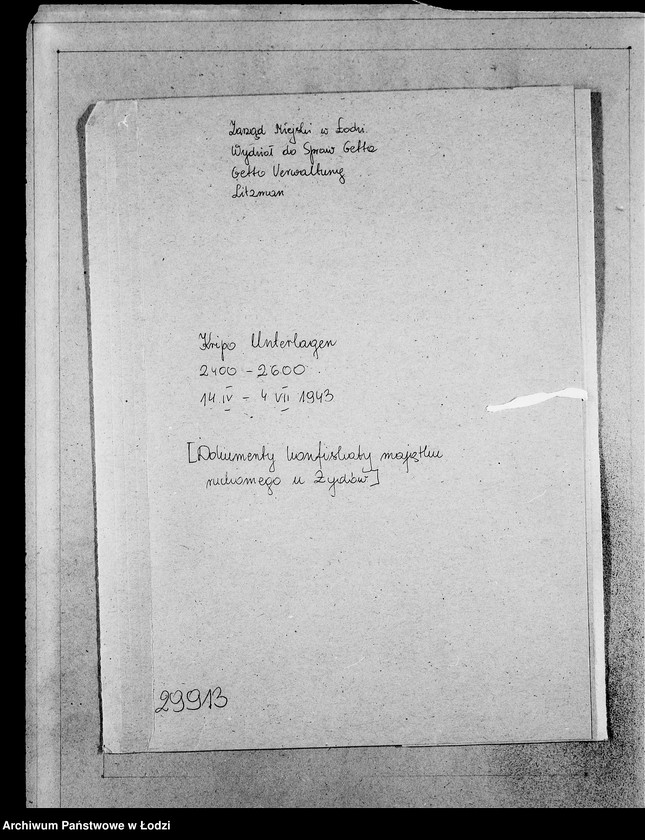 Zarząd Miejski w Łodzi
Wydział do Spraw Getta
Getto Verwaltung
Litzman
Kripo Unterlagen
2400 - 2600
14 IV - 4 VII 1943
[Dokumenty konfiskaty majątku
ruchomego u Żydów]
29913
Archiwum Państwowe w Łodzi